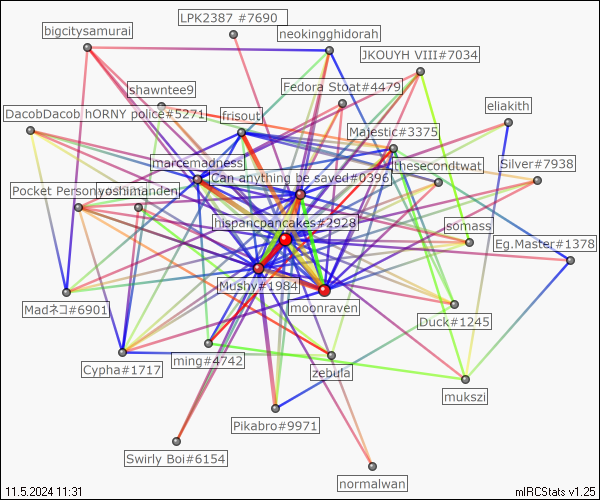 LPK2387 #7690
bigcitysamurai
neokingghidorah
JKOUYH VIII#7034
shawntee9
Fedora Stoat#4479
eliakith
DacobDacob hORNY police#5271
frisouti
Majestic#3375
marcemadness
thesecondtwat
Silver#7938
Can anything be saved#0396
Pocket Person
yoshimanden
hispancpancakes#2928
somass
Eg.Master#1378
Mushy#1984
Madネコ#6901
moonraven
Duck#1245
Cypha#1717
ming#4742
zebula
mukszi
Pikabro#9971
Swirly Boi#6154
normalwan
11.5.2024 11:31
mIRCStats v1.25